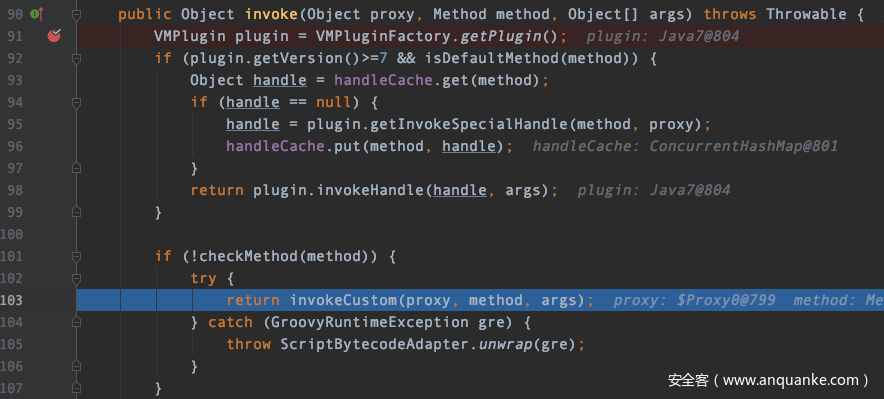 90 public Object invoke(Object proxy, Method method, Object[] args) throws Throwable {
91 VMPlugin plugin = VMPluginFactory.getPlugin(); plugin: Java7@804
92 if (plugin.getVersion()>=7 && isDefaultMethod(method)) {
93 Object handle = handleCache.get(method);
94 if (handle == null) {
95 handle = plugin.getInvokeSpecialHandle(method, proxy);
96 handleCache.put(method, handle); handleCache: ConcurrentHashMap@801
97 }
98 return plugin.invokeHandle(handle, args); plugin: Java7@804
99 }
100
101 if (!checkMethod(method)) {
102 try {
103 return invokeCustom(proxy, method, args); proxy: $Proxy0@799 method: Me
104 } catch (GroovyRuntimeException gre) {
105 throw ScriptBytecodeAdapter.unwrap(gre);
106 }
107 }
安全客 ( www.anquanke.com )